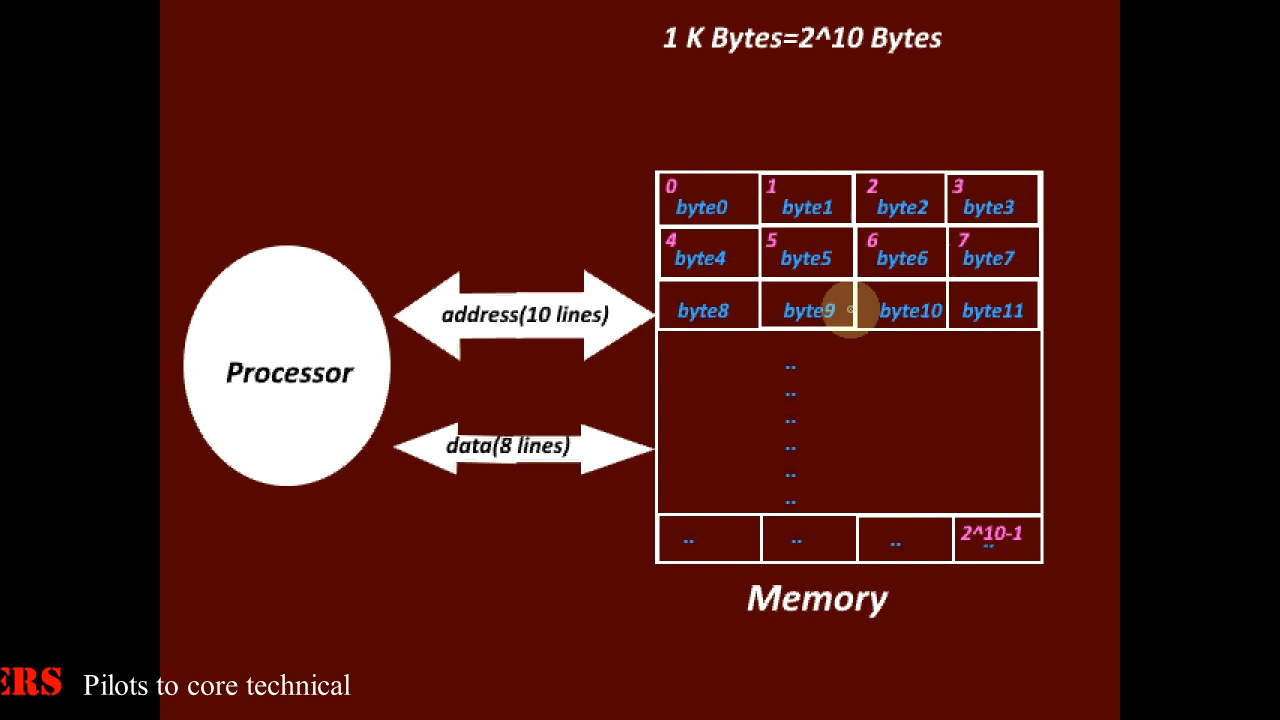 1 K Bytes=2^10 Bytes
0 1 2 3
byte0 byte1 byte2 byte3
4 5 6 7
byte4 byte5 byte6 byte7
byte8 byte9 byte10 byte11
address(10 lines)
Processor
data(8 lines)
..
..
..
..
..
..
2^10-1
.. .. .. ..
Memory
ERS Pilots to core technical